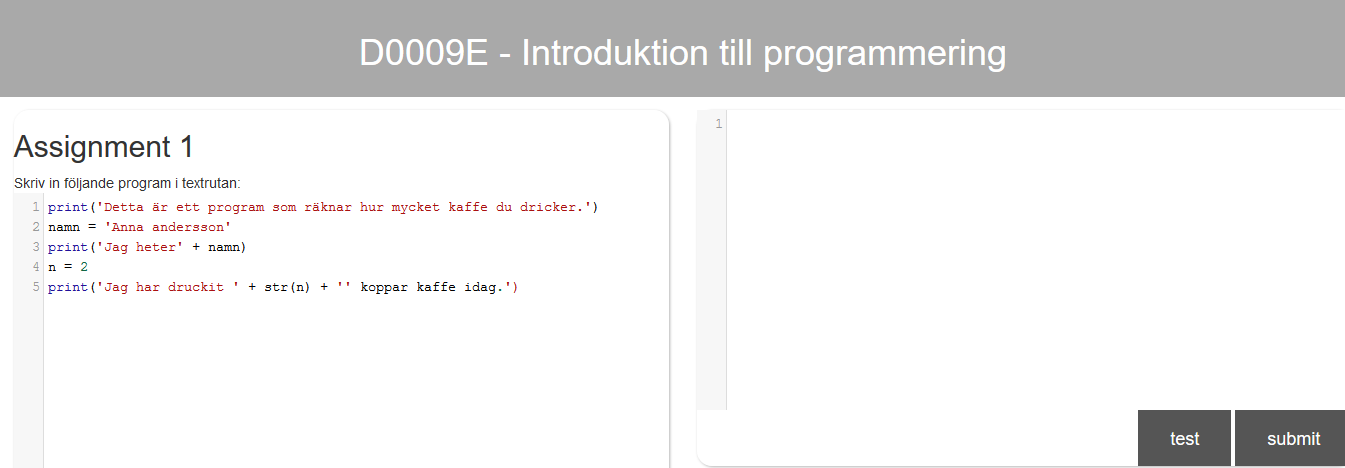 D0009E - Introduktion till programmering
Assignment 1
Skriv in följande program i textrutan:
1 print('Detta är ett program som räknar hur mycket kaffe du dricker.')
2 namn = 'Anna andersson'
3 print('Jag heter' + namn)
4 n = 2
5 print('Jag har druckit ' + str(n) + '' koppar kaffe idag.')
1
test
submit